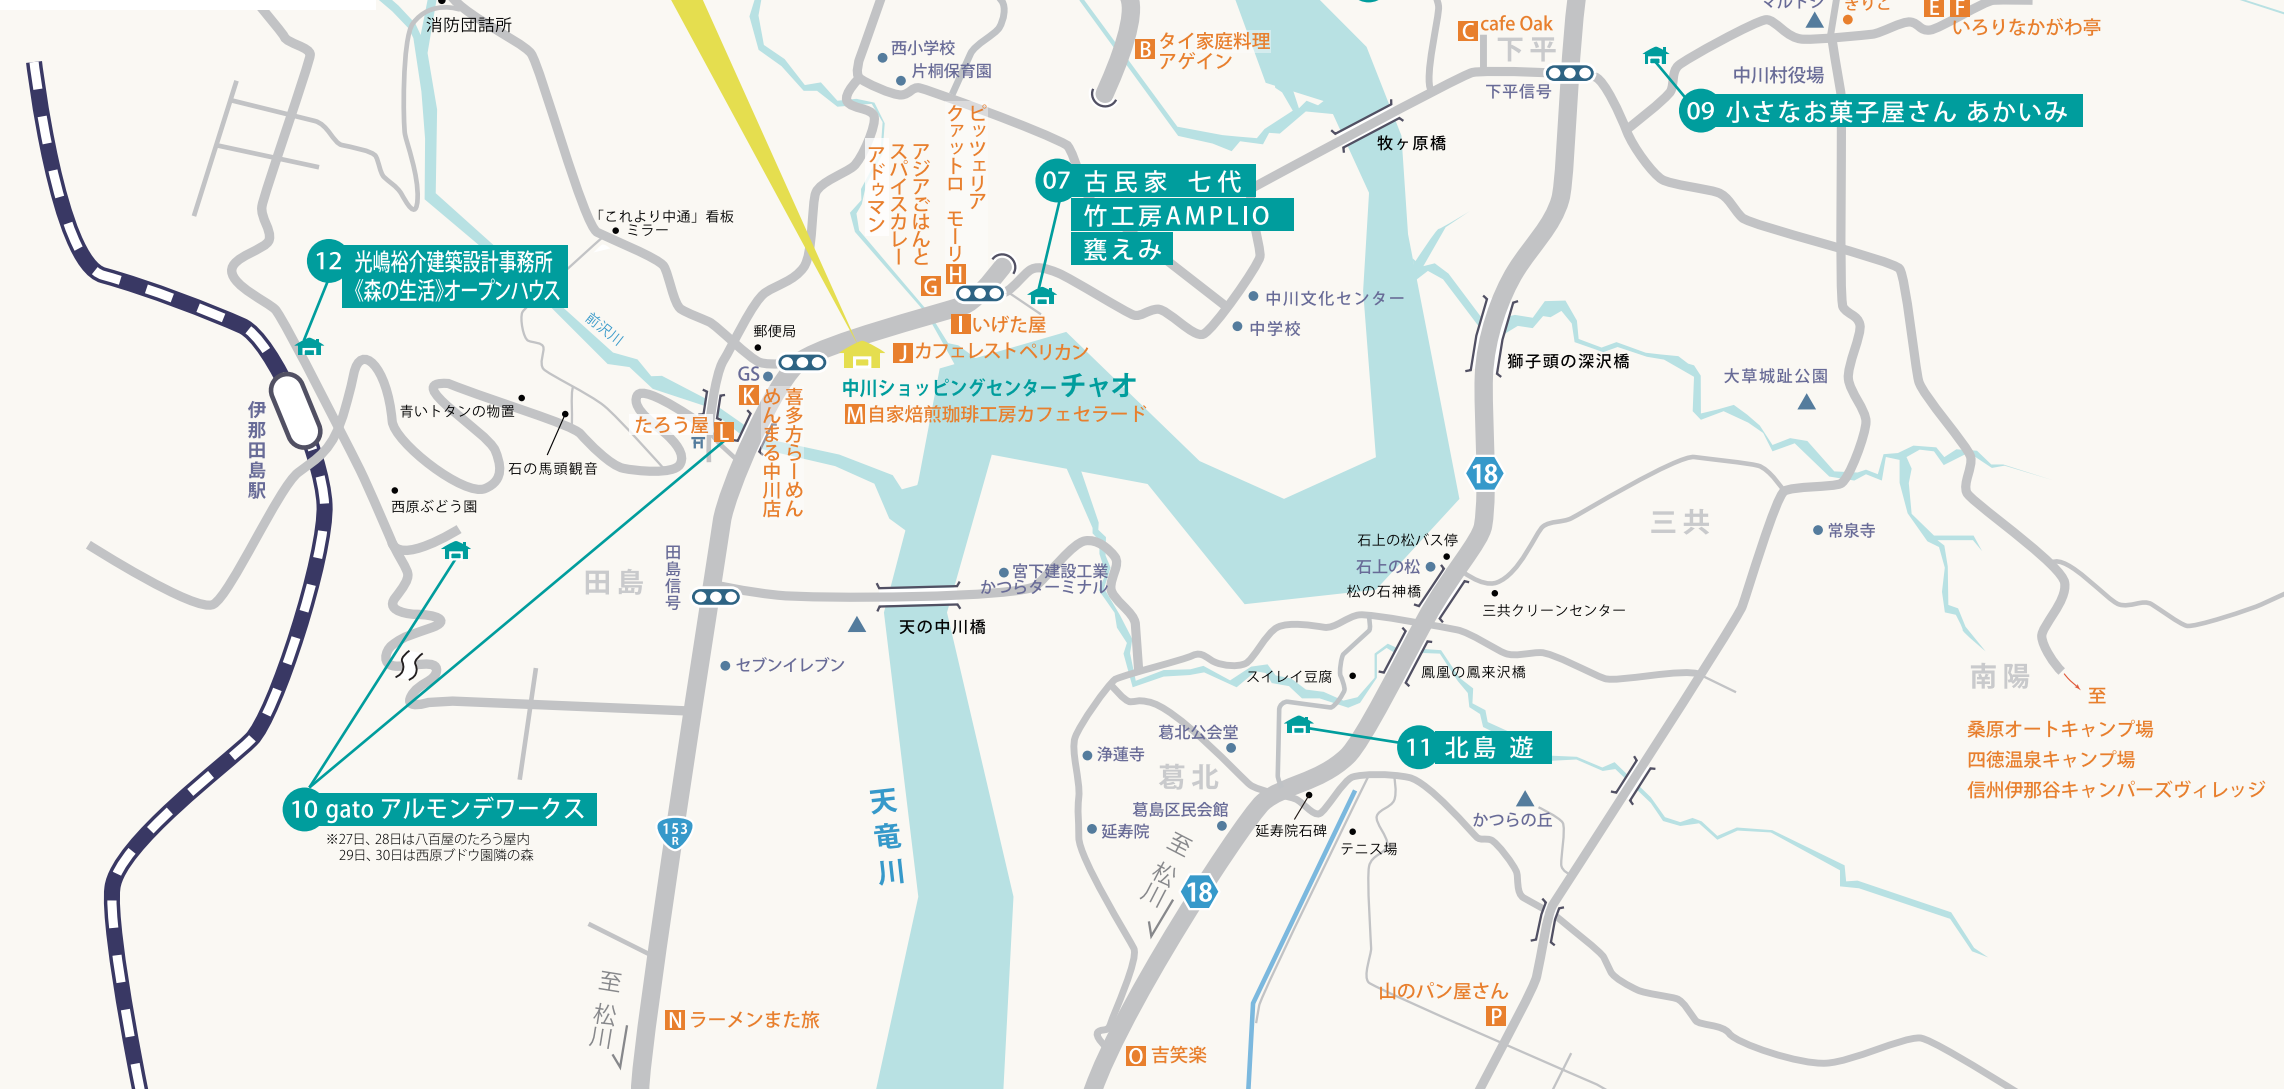 消防団詰所
西小学校
片桐保育園
B タイ家庭料理
アゲイン
C cafe Oak
下平
下平信号
マルトシ
きりこ
E F
いろりなかがわ亭
中川村役場
09 小さなお菓子屋さん あかいみ
牧ヶ原橋
ピッツェリア
クァットロ モーリ
H
アジアごはんと
スパイスカレー
アドゥマン
G
07 古民家 七代
竹工房AMPLIO
甕えみ
「これより中通」看板
ミラー
12 光嶋裕介建築設計事務所
《森の生活》オープンハウス
前沢川
郵便局
GS
I いげた屋
J カフェレストペリカン
中川ショッピングセンター チャオ
M 自家焙煎珈琲工房カフェセラード
中川文化センター
中学校
獅子頭の深沢橋
大草城趾公園
伊那田島駅
青いトタンの物置
石の馬頭観音
西原ぶどう園
たろう屋 L
K
喜多方らーめん
めんまる中川店
18
三共
常泉寺
石上の松バス停
石上の松
松の石神橋
三共クリーンセンター
田島
田島信号
宮下建設工業
かつらターミナル
天の中川橋
セブンイレブン
スイレイ豆腐
鳳凰の鳳来沢橋
南陽
至
桑原オートキャンプ場
四徳温泉キャンプ場
信州伊那谷キャンパーズヴィレッジ
葛北公会堂
浄蓮寺
葛北
11 北島 遊
葛島区民会館
延寿院
延寿院石碑
テニス場
かつらの丘
10 gato アルモンデワークス
※27日、28日は八百屋のたろう屋内
29日、30日は西原ブドウ園隣の森
153
R
天竜川
至松川
18
至松川
N ラーメンまた旅
O 吉笑楽
山のパン屋さん
P